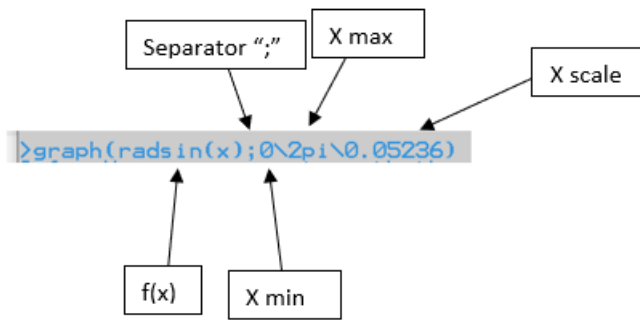 Separator “;”
X max
X scale
>graph(radsin(x);0\2pi\0.05236)
f(x)
X min